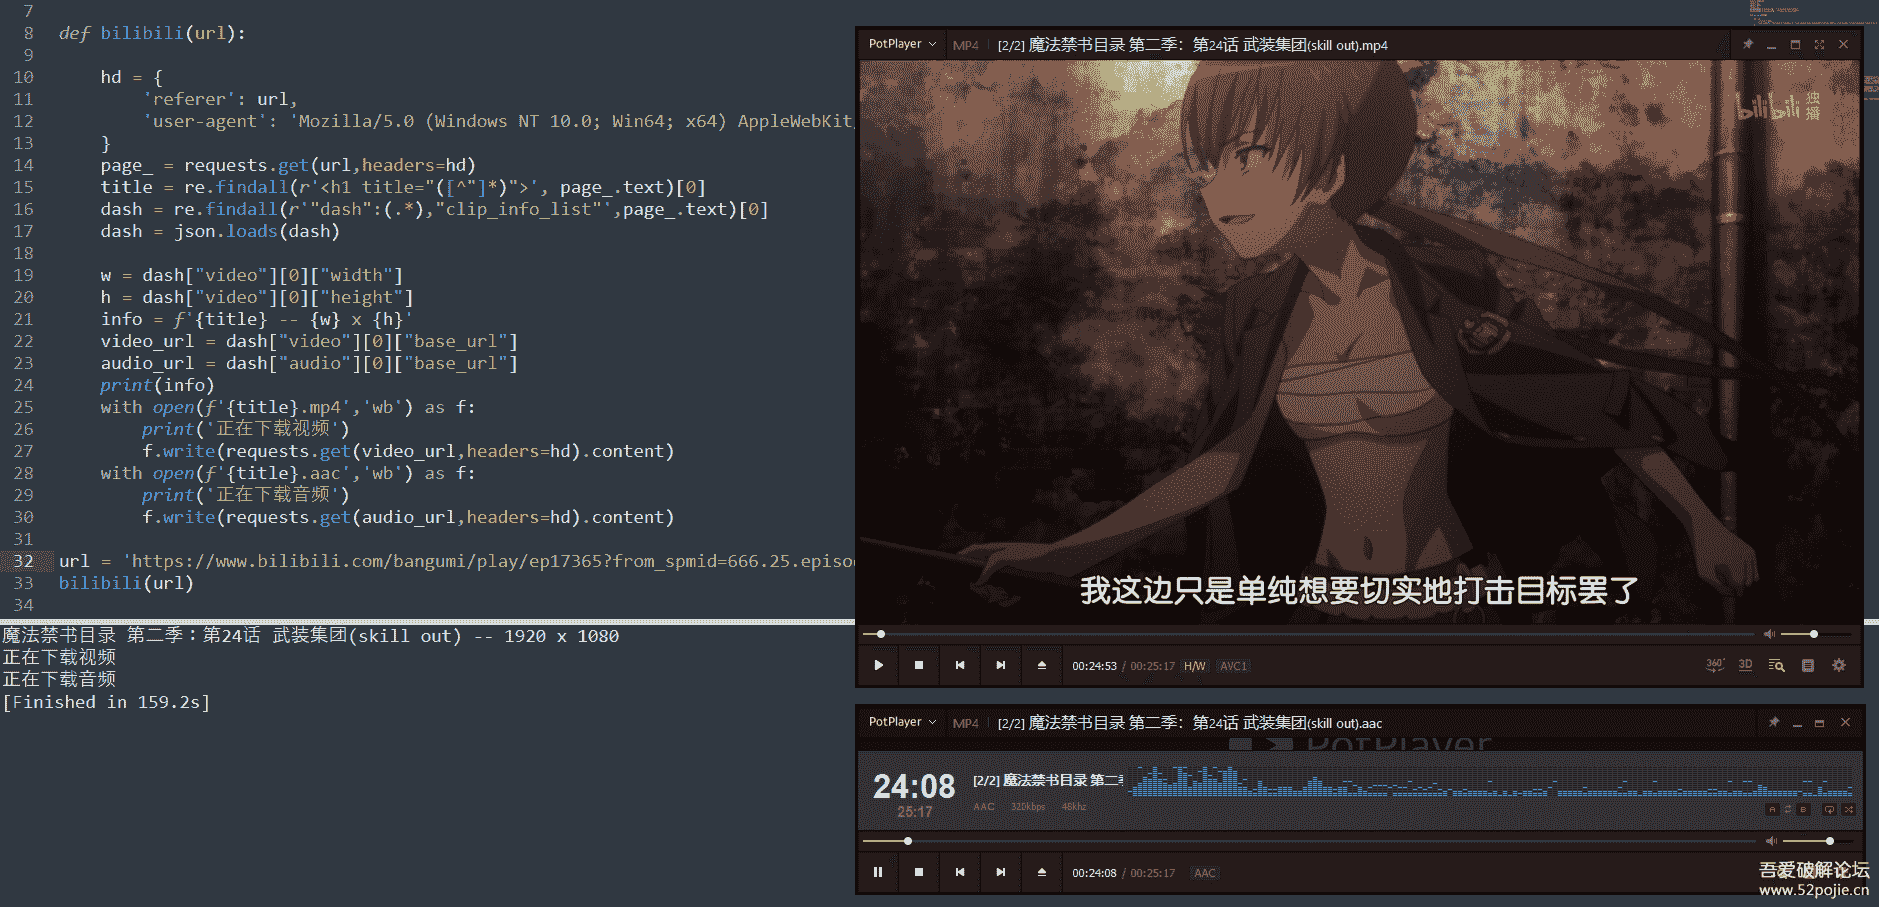 7
8 def bilibili(url):
9
10 hd = {
11 'referer': url,
12 'user-agent': 'Mozilla/5.0 (Windows NT 10.0; Win64; x64) AppleWebKit
13 }
14 page_ = requests.get(url,headers=hd)
15 title = re.findall(r'<h1 title="([^"]*)">', page_.text)[0]
16 dash = re.findall(r'"dash":(.*),"clip_info_list"',page_.text)[0]
17 dash = json.loads(dash)
18
19 w = dash["video"][0]["width"]
20 h = dash["video"][0]["height"]
21 info = f'{title} -- {w} x {h}'
22 video_url = dash["video"][0]["base_url"]
23 audio_url = dash["audio"][0]["base_url"]
24 print(info)
25 with open(f'{title}.mp4','wb') as f:
26 print('正在下载视频')
27 f.write(requests.get(video_url,headers=hd).content)
28 with open(f'{title}.aac','wb') as f:
29 print('正在下载音频')
30 f.write(requests.get(audio_url,headers=hd).content)
31
32 url = 'https://www.bilibili.com/bangumi/play/ep17365?from_spmid=666.25.episo
33 bilibili(url)
34
魔法禁书目录 第二季：第24话 武装集团(skill out) -- 1920 x 1080
正在下载视频
正在下载音频
[Finished in 159.2s]
PotPlayer MP4 [2/2] 魔法禁书目录 第二季：第24话 武装集团(skill out).mp4
bilibili 独播
我这边只是单纯想要切实地打击目标罢了
00:24:53 / 00:25:17 H/W AVC1 360° 3D
PotPlayer MP4 [2/2] 魔法禁书目录 第二季：第24话 武装集团(skill out).aac
PotPlayer
24:08 [2/2] 魔法禁书目录 第二
25:17 AAC 320kbps 48khz A B
00:24:08 / 00:25:17 AAC
吾爱破解论坛
www.52pojie.cn